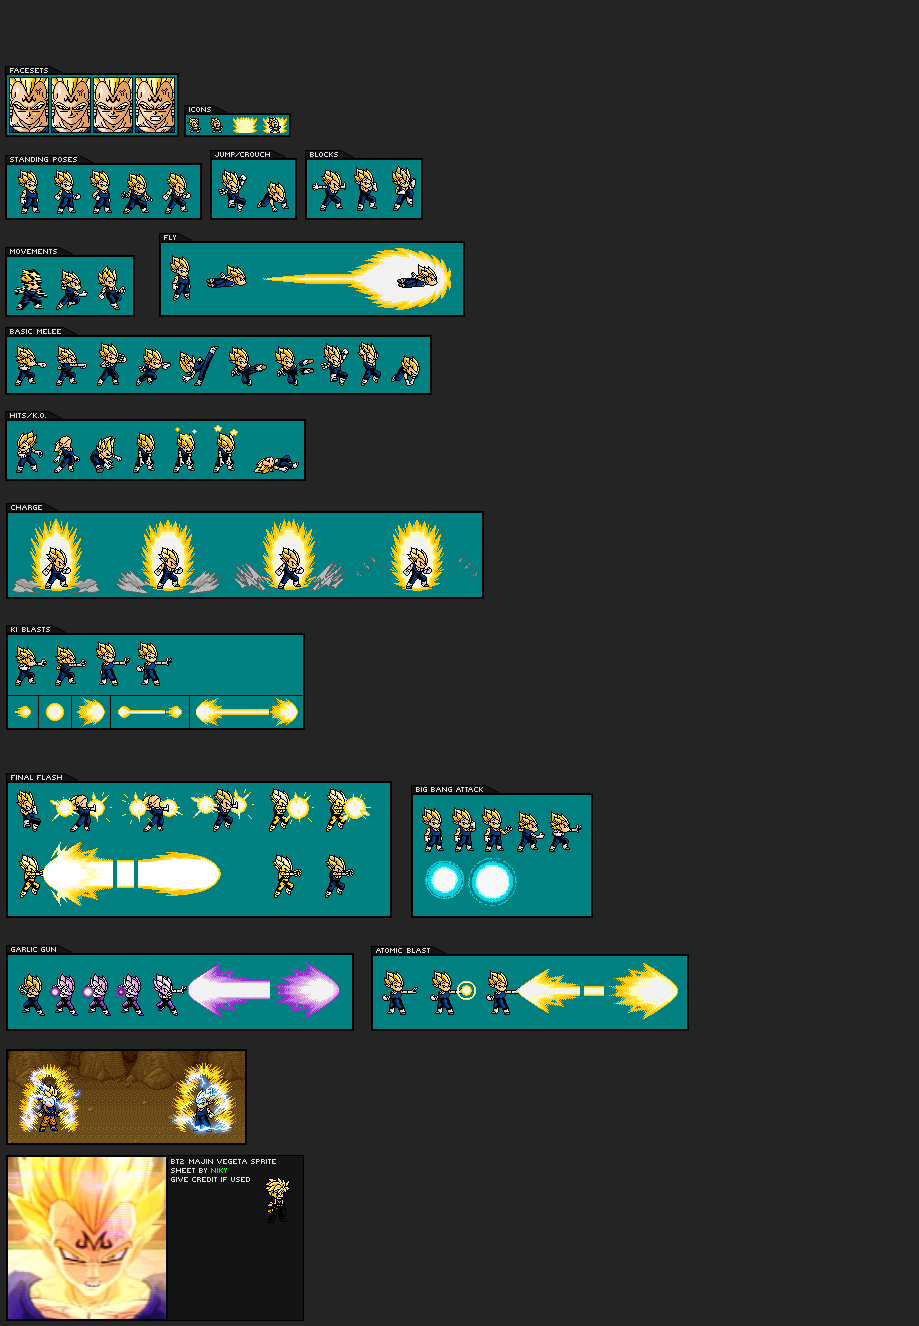 FACESETS
ICONS
STANDING POSES
JUMP/CROUCH
BLOCKS
MOVEMENTS
FLY
BASIC MELEE
HITS/K.O.
CHARGE
KI BLASTS
FINAL FLASH
BIG BANG ATTACK
GARLIC GUN
ATOMIC BLAST
BT2 MAJIN VEGETA SPRITE
SHEET BY NIKY
GIVE CREDIT IF USED